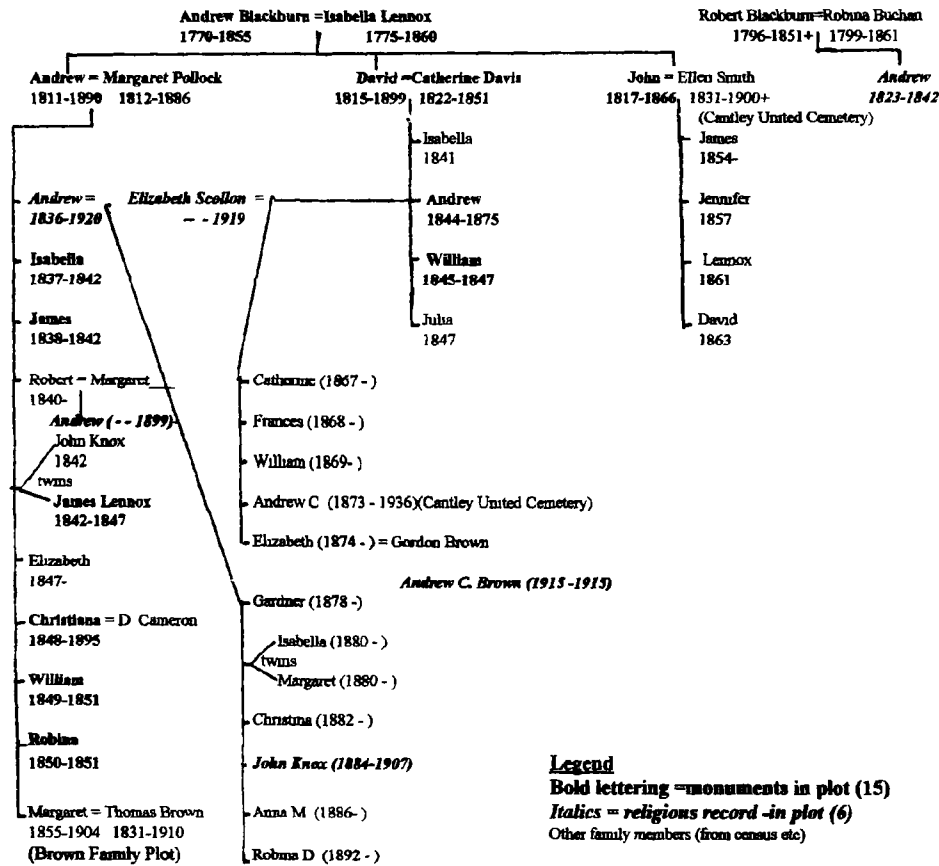 Andrew Blackburn =Isabella Lennox
1770-1855 1775-1860
Robert Blackburn=Robina Buchan
1796-1851+ 1799-1861
Andrew = Margaret Pollock
1811-1890 1812-1886
David =Catherine Davis
1815-1899 1822-1851
John = Ellen Smith
1817-1866 1831-1900+
(Cantley United Cemetery)
Andrew
1823-1842
Isabella
1841
Andrew
1844-1875
William
1845-1847
Julia
1847
James
1854-
Jennifer
1857
Lennox
1861
David
1863
Andrew =
1836-1920
Elizabeth Scollon =
- - 1919
Isabella
1837-1842
James
1838-1842
Robert = Margaret
1840-
Andrew (- - 1899)
John Knox
1842
twins
James Lennox
1842-1847
Elizabeth
1847-
Christiana = D Cameron
1848-1895
William
1849-1851
Robina
1850-1851
Margaret = Thomas Brown
1855-1904 1831-1910
(Brown Family Plot)
Catharine (1867 - )
Frances (1868 - )
William (1869- )
Andrew C (1873 - 1936)(Cantley United Cemetery)
Elizabeth (1874 - ) = Gordon Brown
Andrew C. Brown (1915 -1915)
Gardner (1878 -)
Isabella (1880 - )
twins
Margaret (1880 - )
Christina (1882 - )
John Knox (1884-1907)
Anna M (1886- )
Robina D (1892 - )
Legend
Bold lettering =monuments in plot (15)
Italics = religious record -in plot (6)
Other family members (from census etc)